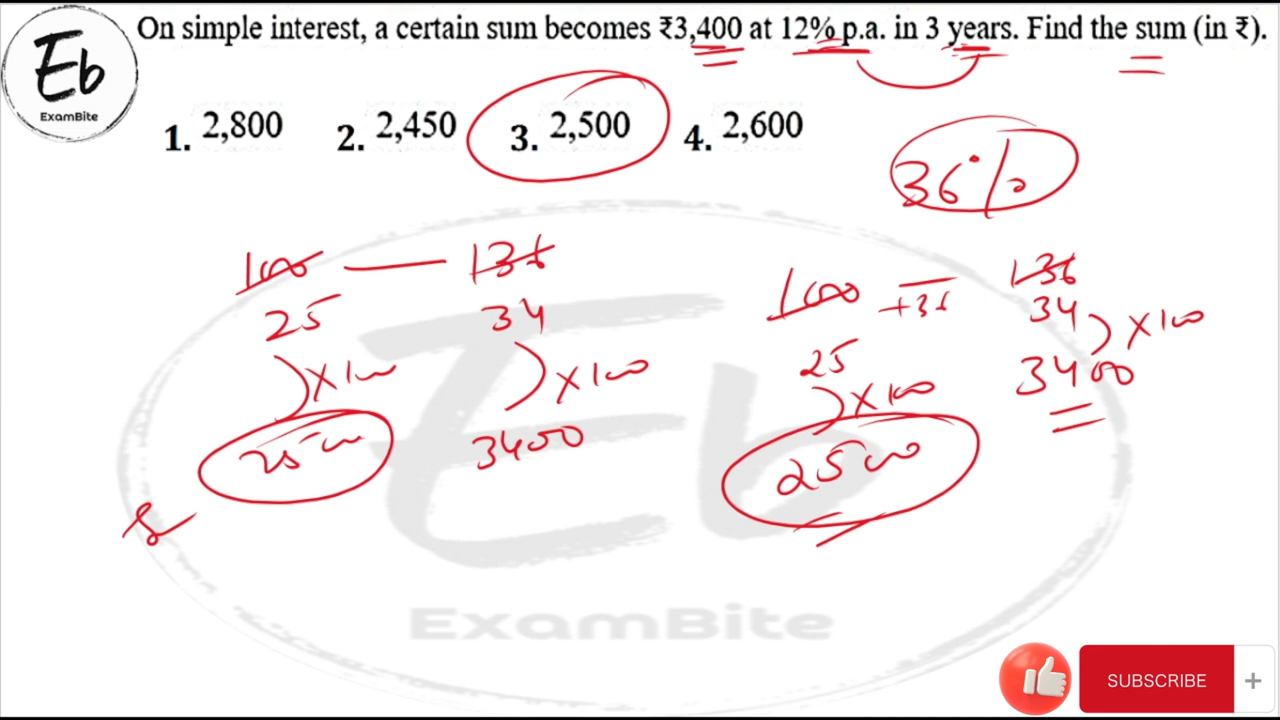 On simple interest, a certain sum becomes ₹3,400 at 12% p.a. in 3 years. Find the sum (in ₹).
Eb
ExamBite
1. 2,800 2. 2,450 3. 2,500 4. 2,600
36%
100 — 136
25 34
×100 ×100
2500 3400
100 +36 136
25 34 ×100
×100 3400
2500
Eb
ExamBite
SUBSCRIBE +